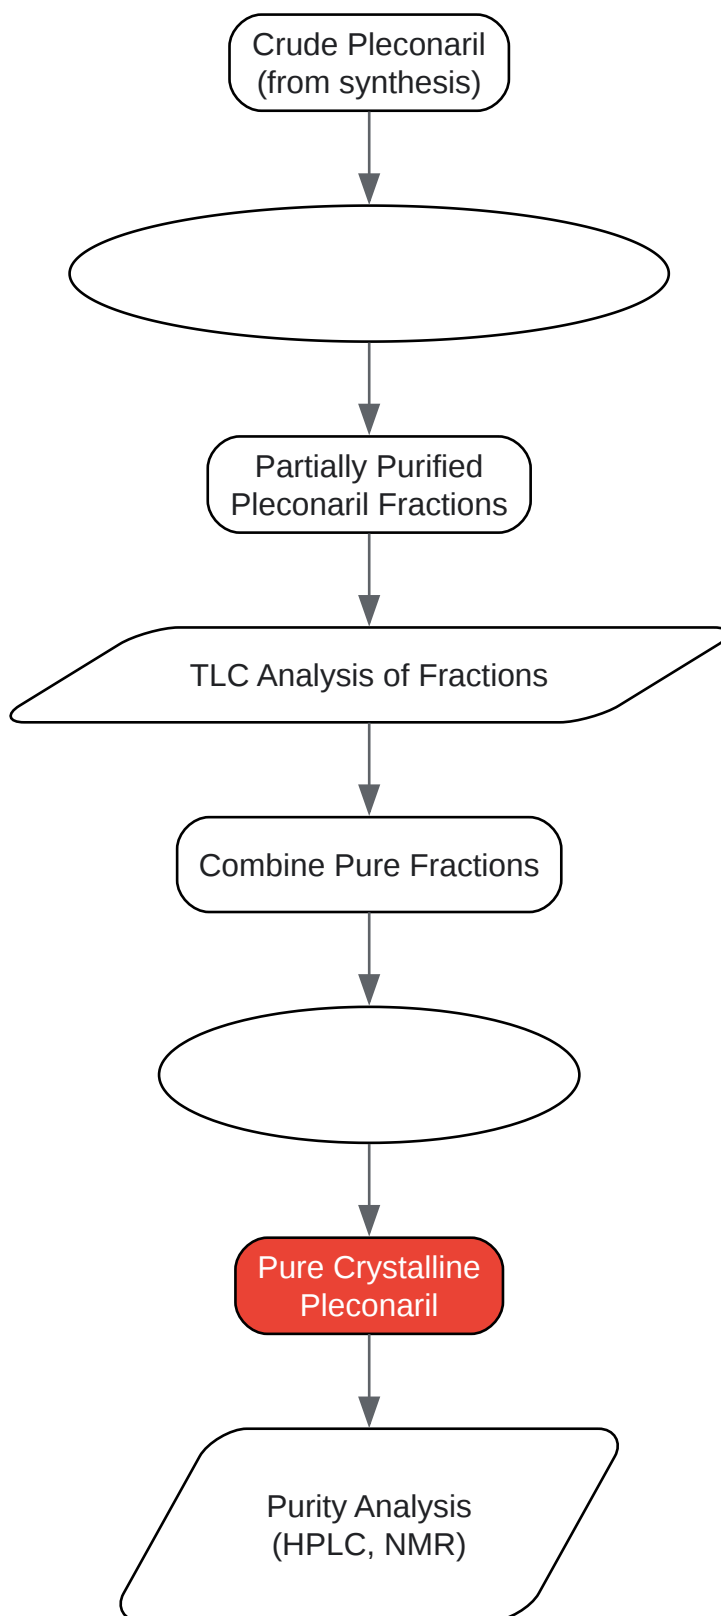 Crude Pleconaril
(from synthesis)
Partially Purified
Pleconaril Fractions
TLC Analysis of Fractions
Combine Pure Fractions
Pure Crystalline
Pleconaril
Purity Analysis
(HPLC, NMR)